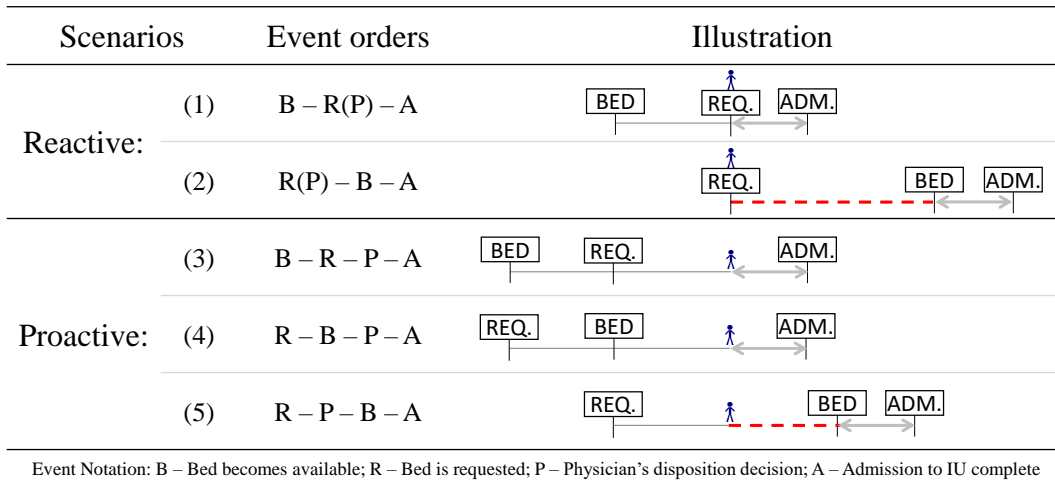 Scenarios Event orders Illustration
(1) B – R(P) – A BED REQ. ADM.
Reactive:
(2) R(P) – B – A REQ. BED ADM.
(3) B – R – P – A BED REQ. ADM.
Proactive: (4) R – B – P – A REQ. BED ADM.
(5) R – P – B – A REQ. BED ADM.
Event Notation: B – Bed becomes available; R – Bed is requested; P – Physician's disposition decision; A – Admission to IU complete